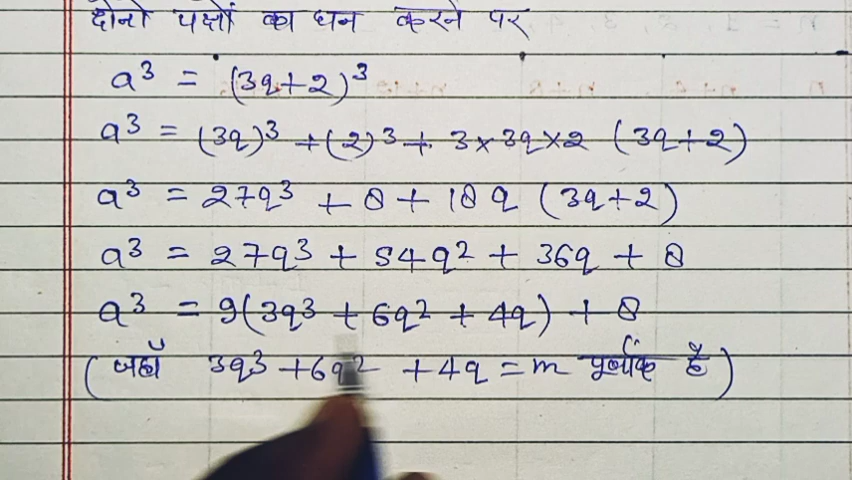 दोनो पक्षों का घन करने पर
a³ = (3q+2)³
a³ = (3q)³ + (2)³ + 3×3q×2 (3q+2)
a³ = 27q³ + 8 + 18q (3q+2)
a³ = 27q³ + 54q² + 36q + 8
a³ = 9(3q³ + 6q² + 4q) + 8
(जहाँ 3q³ + 6q² + 4q = m पूर्णांक है)